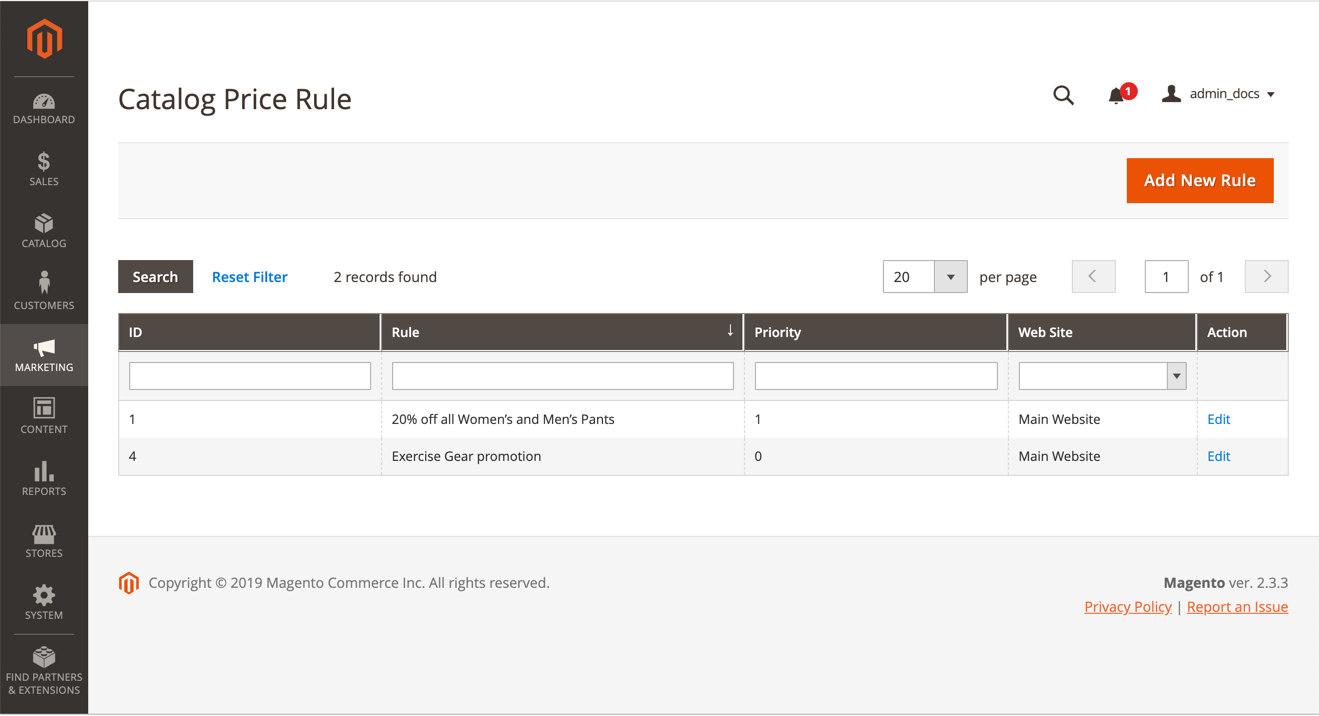 Catalog Price Rule
1
admin_docs
DASHBOARD
SALES
CATALOG
CUSTOMERS
MARKETING
CONTENT
REPORTS
STORES
SYSTEM
FIND PARTNERS
& EXTENSIONS
Add New Rule
Search Reset Filter 2 records found 20 per page 1 of 1
ID Rule ↓ Priority Web Site Action
1 20% off all Women’s and Men’s Pants 1 Main Website Edit
4 Exercise Gear promotion 0 Main Website Edit
Copyright © 2019 Magento Commerce Inc. All rights reserved.
Magento ver. 2.3.3
Privacy Policy | Report an Issue